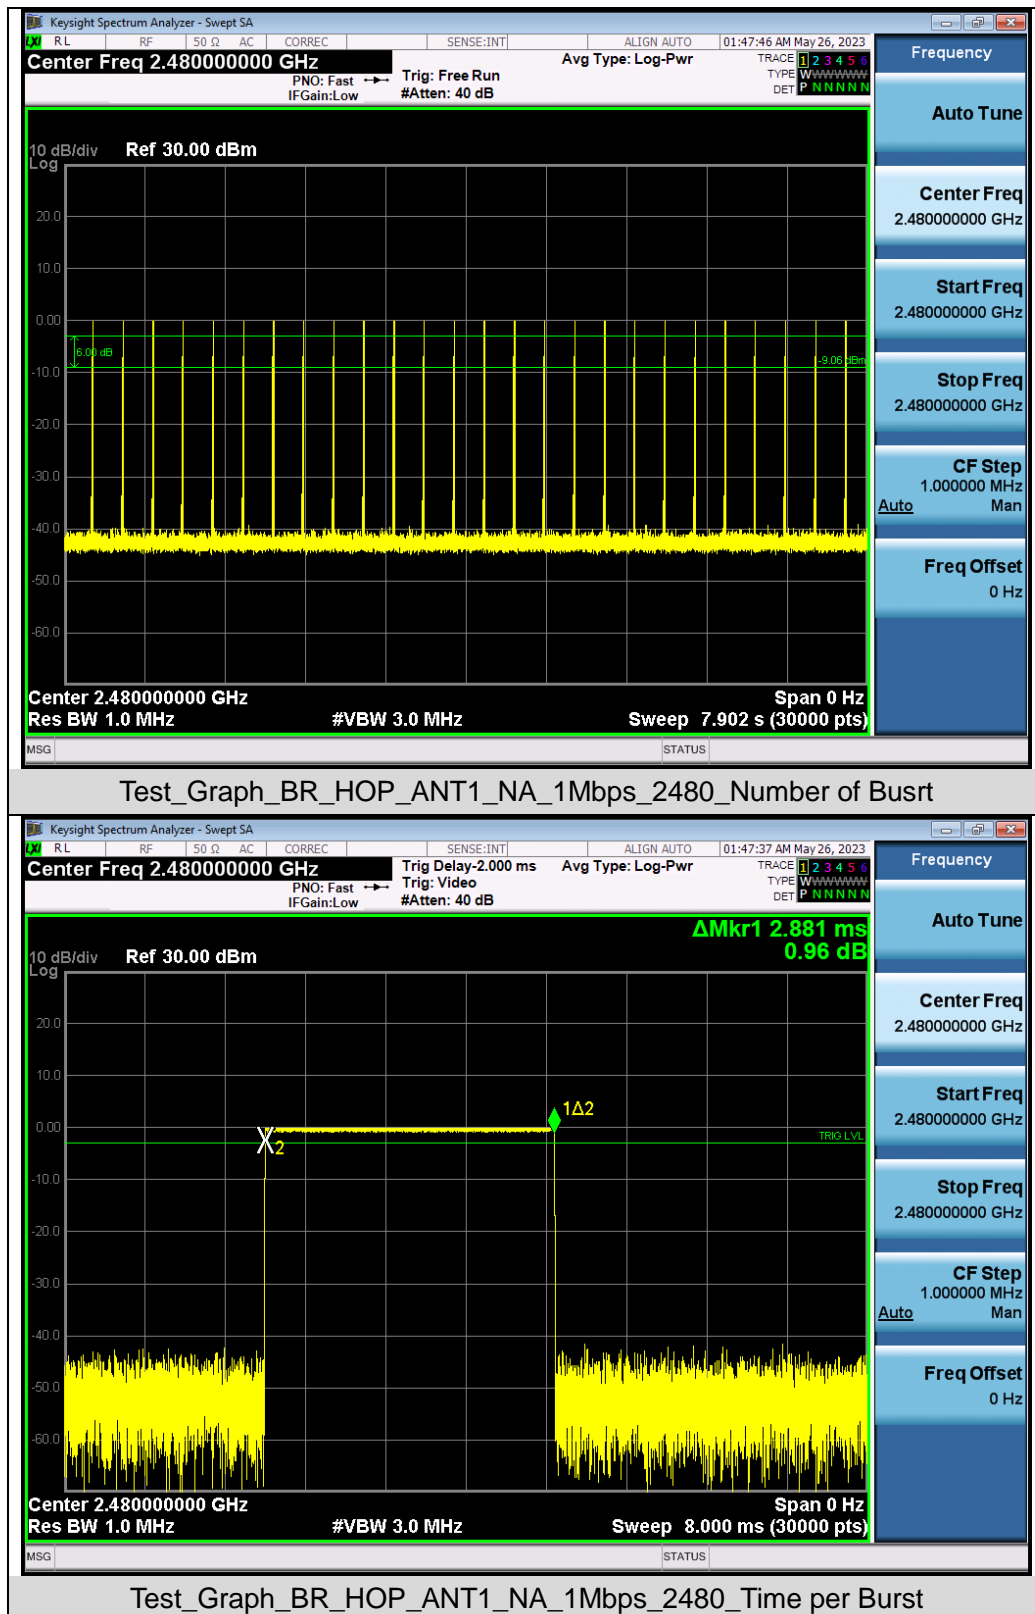 Keysight Spectrum Analyzer - Swept SA
LXI RL RF 50 Ω AC CORREC SENSE:INT ALIGN AUTO 01:47:46 AM May 26, 2023
Center Freq 2.480000000 GHz
PNO: Fast
IFGain:Low
Trig: Free Run
#Atten: 40 dB
Avg Type: Log-Pwr
TRACE 1 2 3 4 5 6
TYPE W W W W W W
DET P N N N N N
Frequency
Auto Tune
Center Freq
2.480000000 GHz
Start Freq
2.480000000 GHz
Stop Freq
2.480000000 GHz
CF Step
1.000000 MHz
Auto Man
Freq Offset
0 Hz
10 dB/div Ref 30.00 dBm
Log
20.0
10.0
0.00
6.00 dB
-9.06 dBm
-10.0
-20.0
-30.0
-40.0
-50.0
-60.0
Center 2.480000000 GHz Span 0 Hz
Res BW 1.0 MHz #VBW 3.0 MHz Sweep 7.902 s (30000 pts)
MSG STATUS
Test_Graph_BR_HOP_ANT1_NA_1Mbps_2480_Number of Busrt
Keysight Spectrum Analyzer - Swept SA
LXI RL RF 50 Ω AC CORREC SENSE:INT ALIGN AUTO 01:47:37 AM May 26, 2023
Center Freq 2.480000000 GHz
PNO: Fast
IFGain:Low
Trig Delay-2.000 ms
Trig: Video
#Atten: 40 dB
Avg Type: Log-Pwr
TRACE 1 2 3 4 5 6
TYPE W W W W W W
DET P N N N N N
Frequency
Auto Tune
Center Freq
2.480000000 GHz
Start Freq
2.480000000 GHz
Stop Freq
2.480000000 GHz
CF Step
1.000000 MHz
Auto Man
Freq Offset
0 Hz
ΔMkr1 2.881 ms
0.96 dB
10 dB/div Ref 30.00 dBm
Log
20.0
10.0
0.00
1Δ2
TRIG LVL
2
-10.0
-20.0
-30.0
-40.0
-50.0
-60.0
Center 2.480000000 GHz Span 0 Hz
Res BW 1.0 MHz #VBW 3.0 MHz Sweep 8.000 ms (30000 pts)
MSG STATUS
Test_Graph_BR_HOP_ANT1_NA_1Mbps_2480_Time per Burst